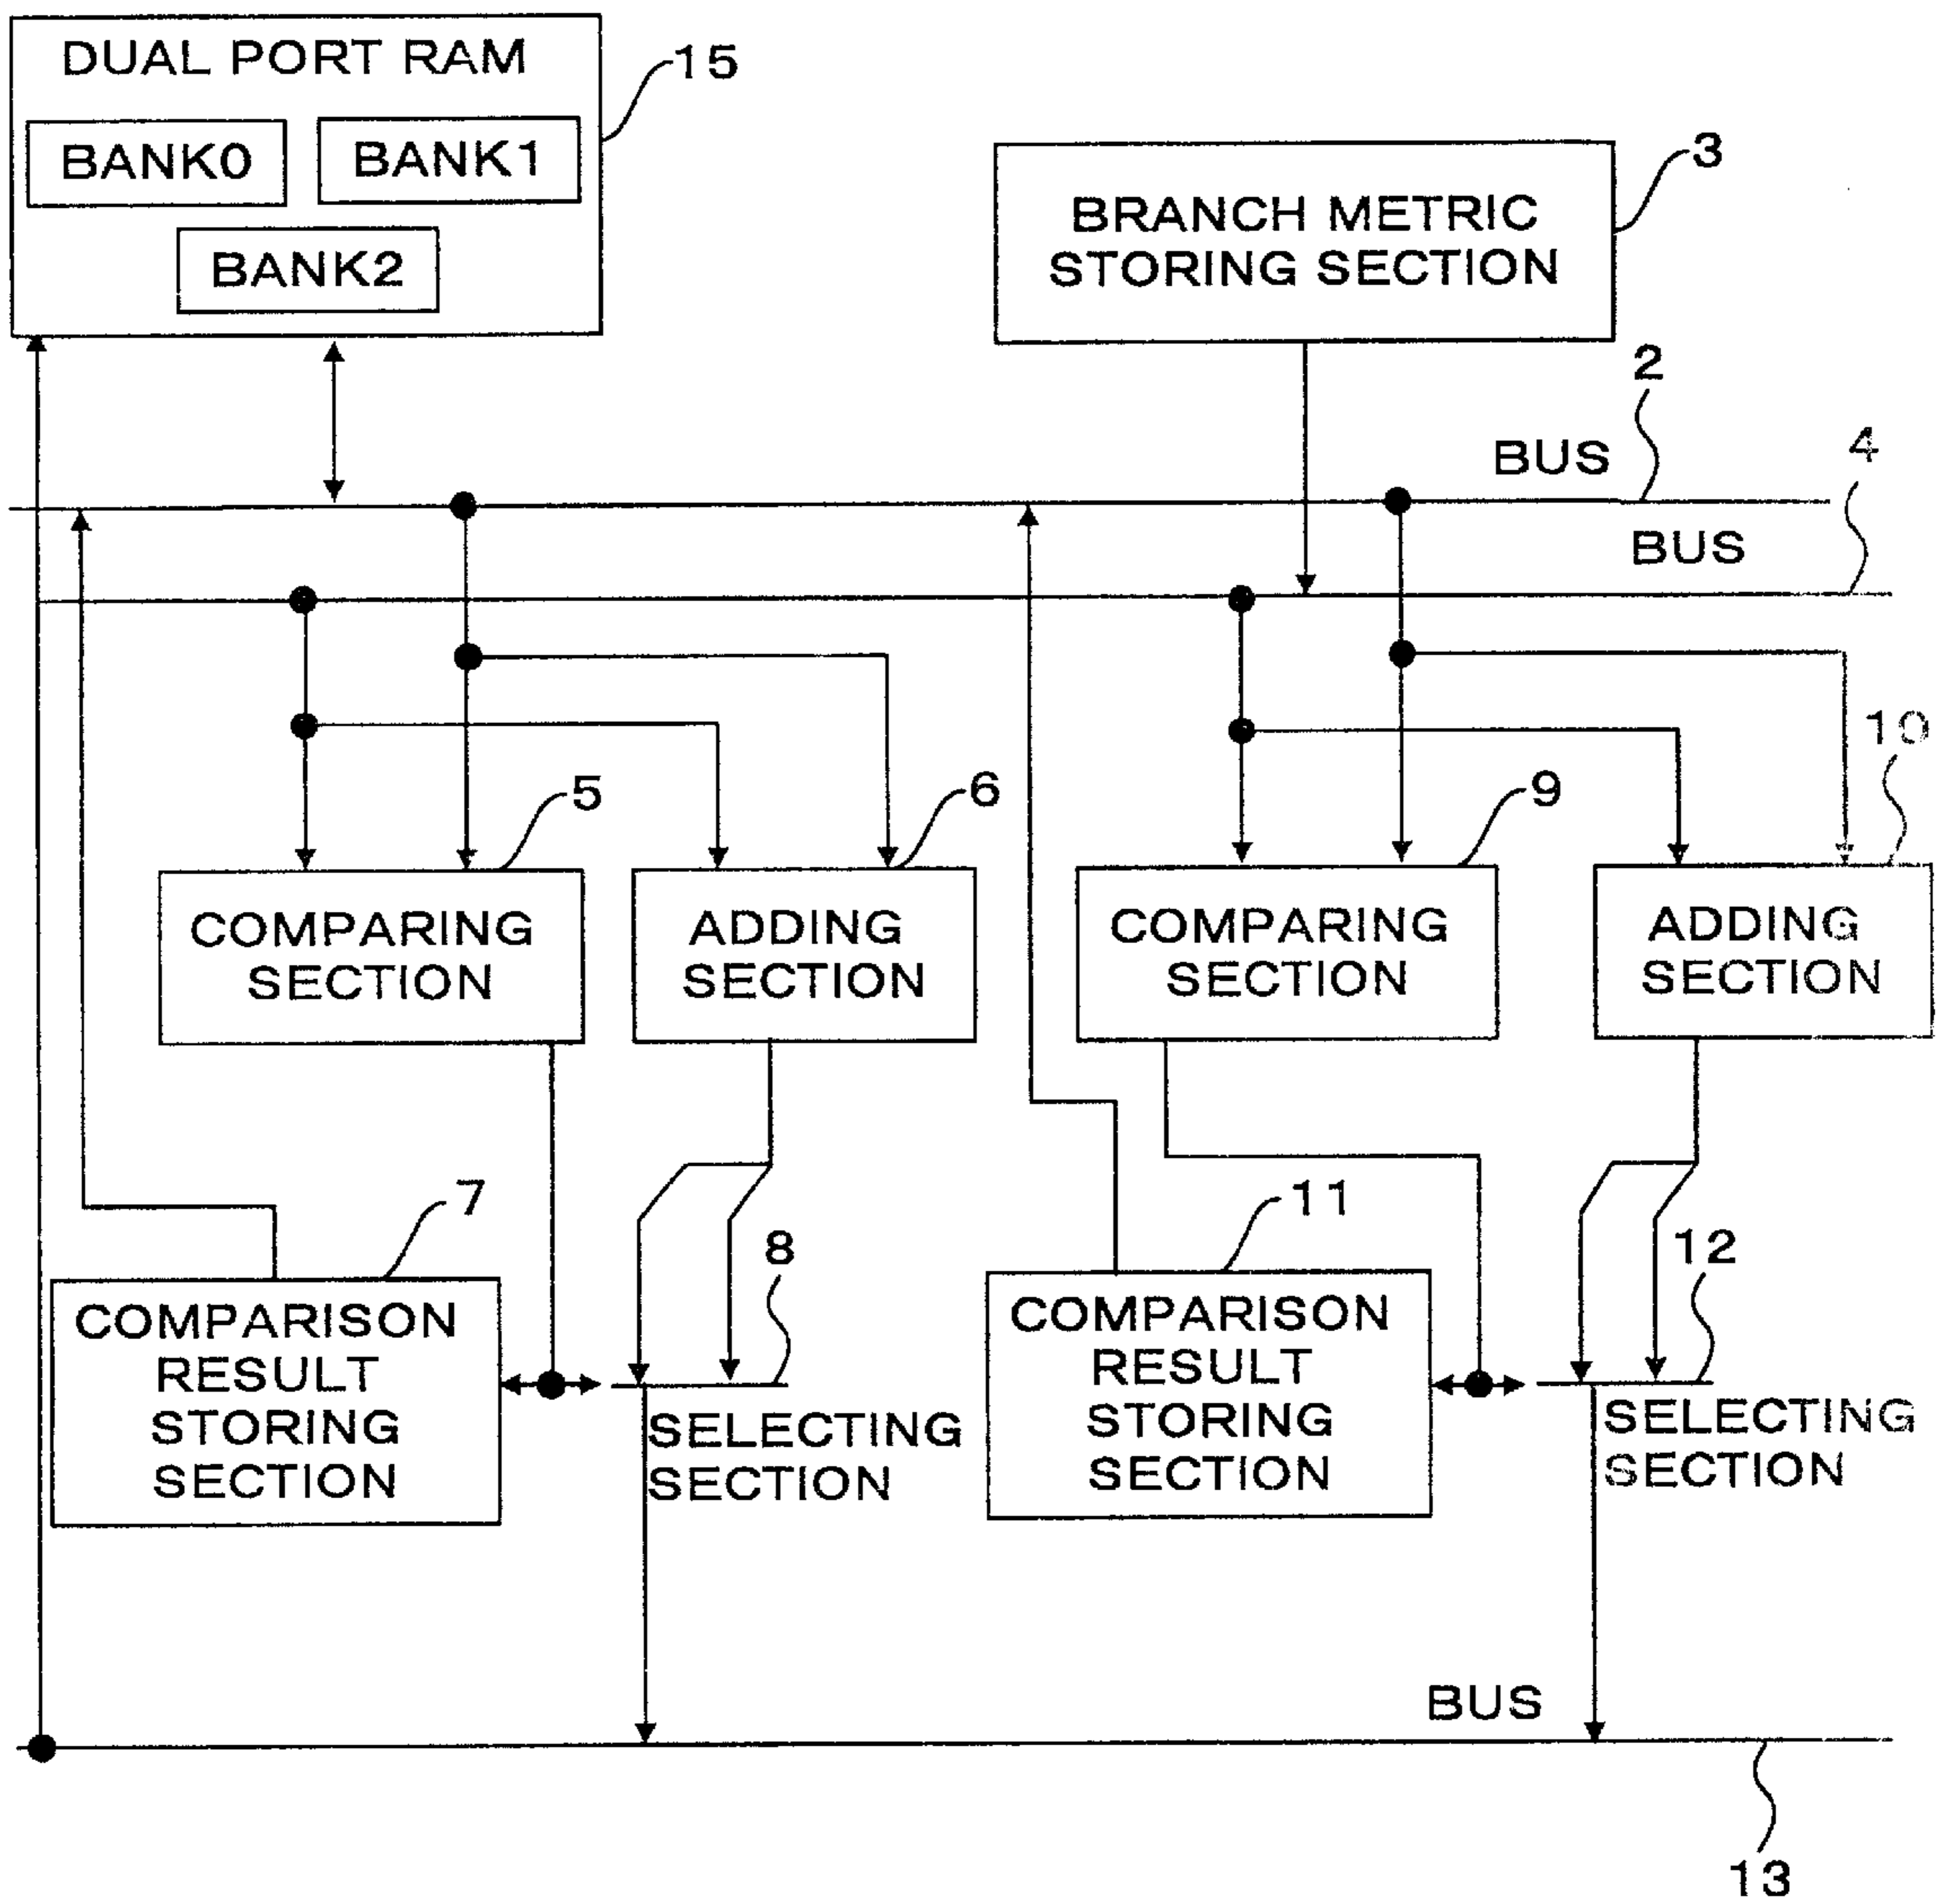 DUAL PORT RAM
15
BANK0
BANK1
BANK2
3
BRANCH METRIC
STORING SECTION
2
BUS
4
BUS
5
6
9
10
COMPARING
SECTION
ADDING
SECTION
COMPARING
SECTION
ADDING
SECTION
7
8
11
12
COMPARISON
RESULT
STORING
SECTION
SELECTING
SECTION
COMPARISON
RESULT
STORING
SECTION
SELECTING
SECTION
BUS
13